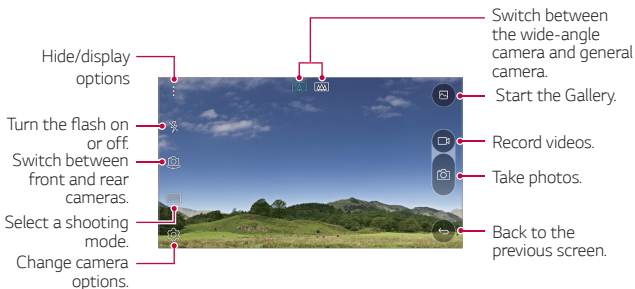 Hide/display
options
Turn the flash on
or off.
Switch between
front and rear
cameras.
Select a shooting
mode.
Change camera
options.
Switch between
the wide-angle
camera and general
camera.
Start the Gallery.
Record videos.
Take photos.
Back to the
previous screen.